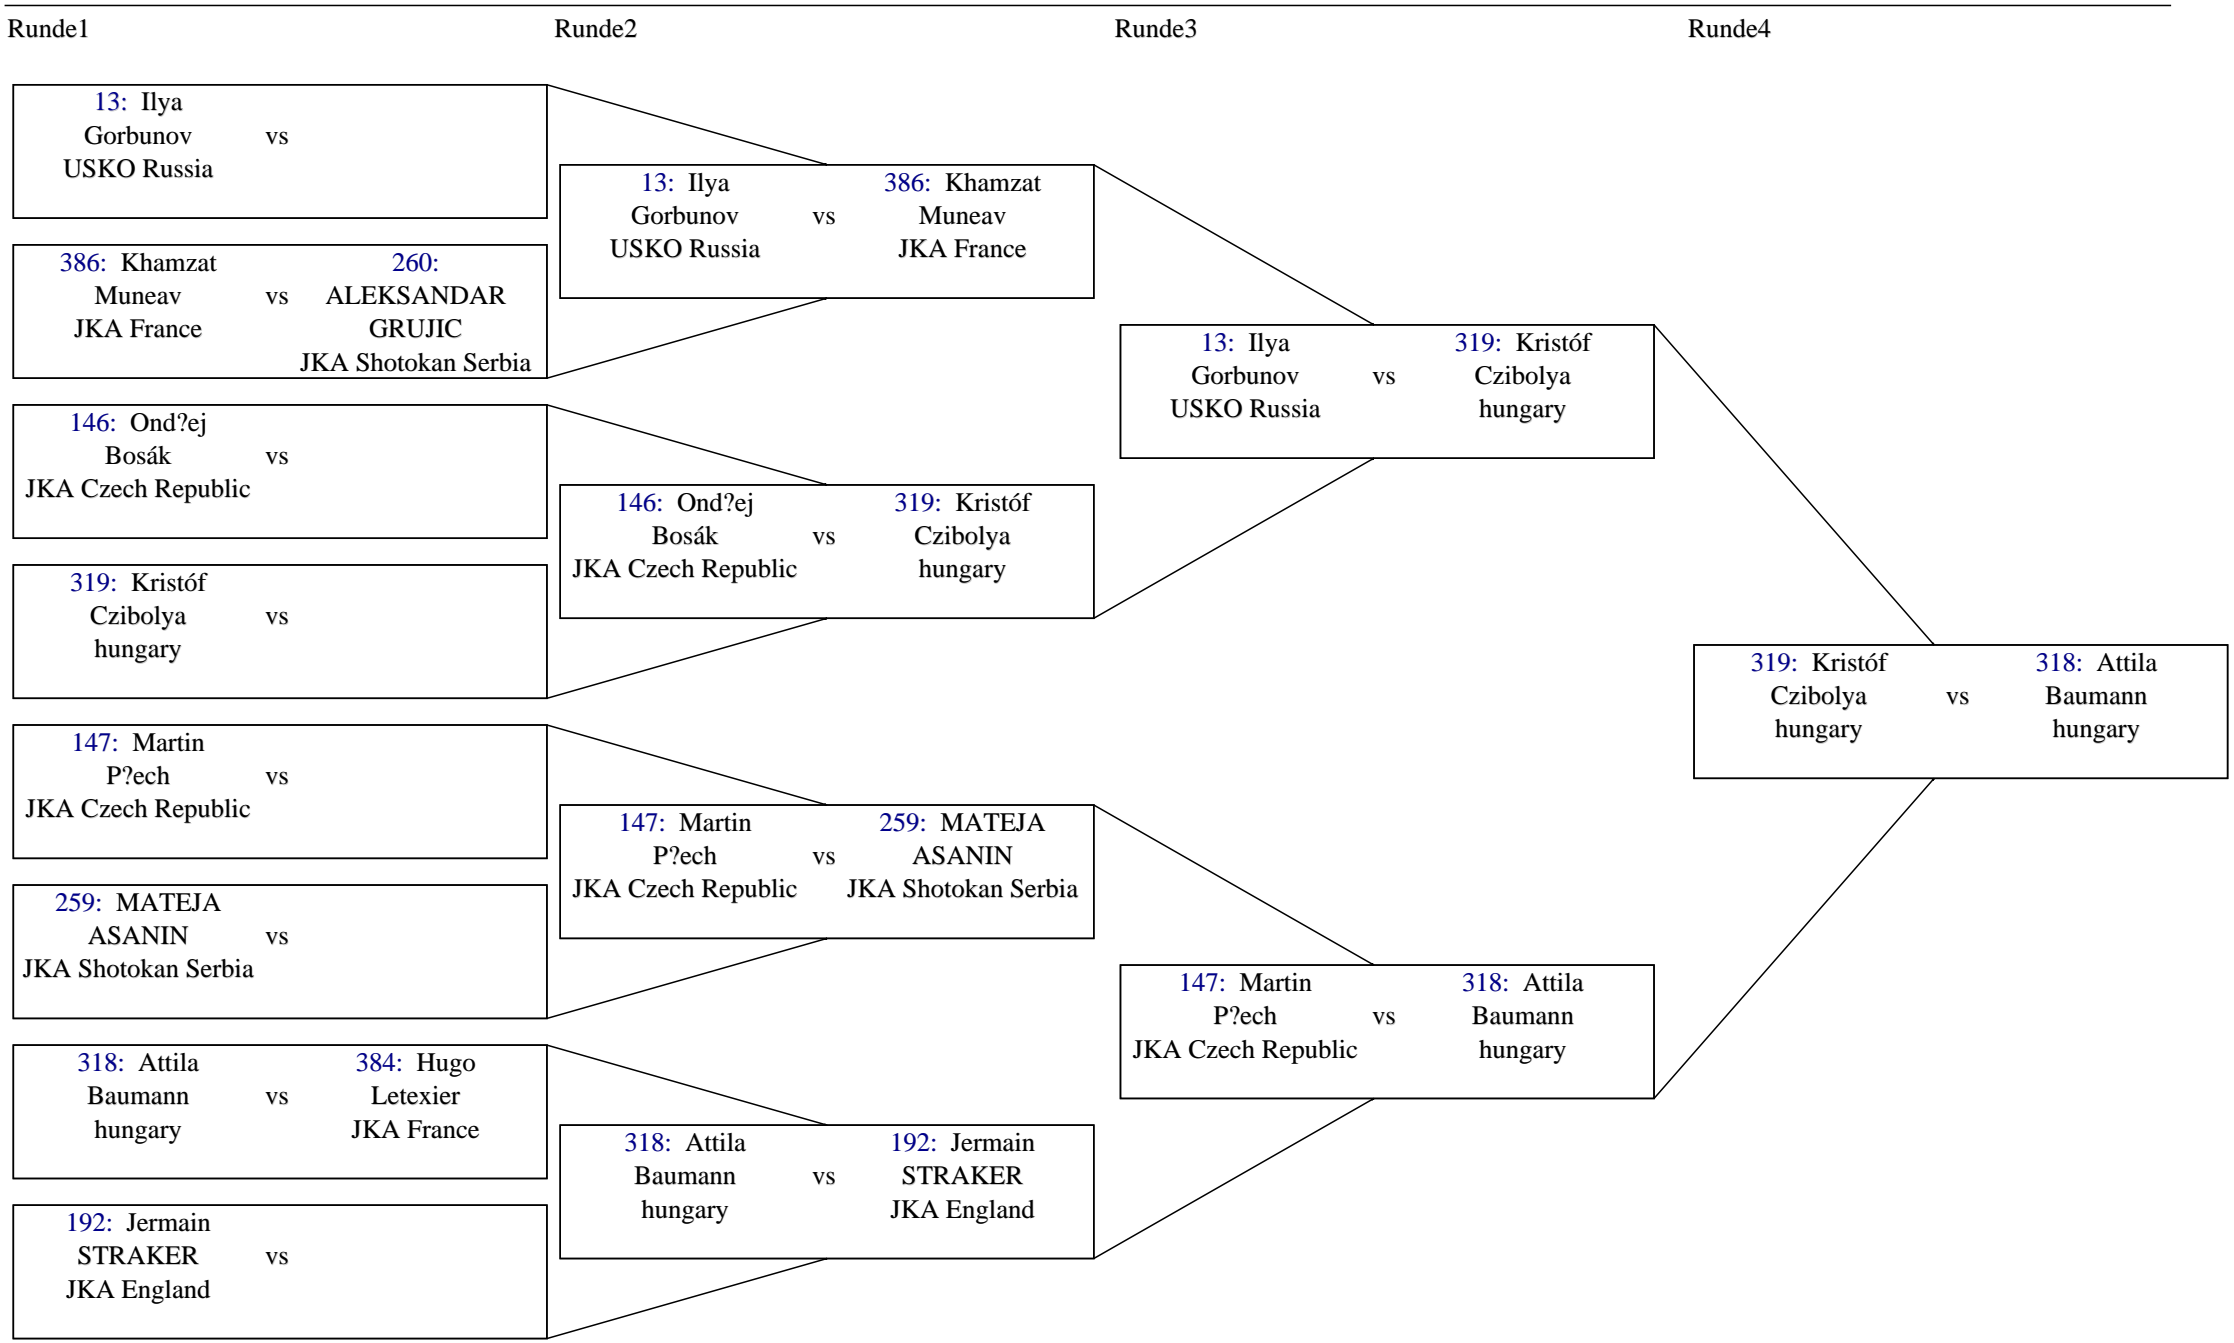 Runde1 Runde2 Runde3 Runde4
13: Ilya
Gorbunov vs
USKO Russia
386: Khamzat 260:
Muneav vs ALEKSANDAR
JKA France GRUJIC
JKA Shotokan Serbia
146: Ond?ej
Bosák vs
JKA Czech Republic
319: Kristóf
Czibolya vs
hungary
147: Martin
P?ech vs
JKA Czech Republic
259: MATEJA
ASANIN vs
JKA Shotokan Serbia
318: Attila 384: Hugo
Baumann vs Letexier
hungary JKA France
192: Jermain
STRAKER vs
JKA England
13: Ilya 386: Khamzat
Gorbunov vs Muneav
USKO Russia JKA France
146: Ond?ej 319: Kristóf
Bosák vs Czibolya
JKA Czech Republic hungary
147: Martin 259: MATEJA
P?ech vs ASANIN
JKA Czech Republic JKA Shotokan Serbia
318: Attila 192: Jermain
Baumann vs STRAKER
hungary JKA England
13: Ilya 319: Kristóf
Gorbunov vs Czibolya
USKO Russia hungary
147: Martin 318: Attila
P?ech vs Baumann
JKA Czech Republic hungary
319: Kristóf 318: Attila
Czibolya vs Baumann
hungary hungary